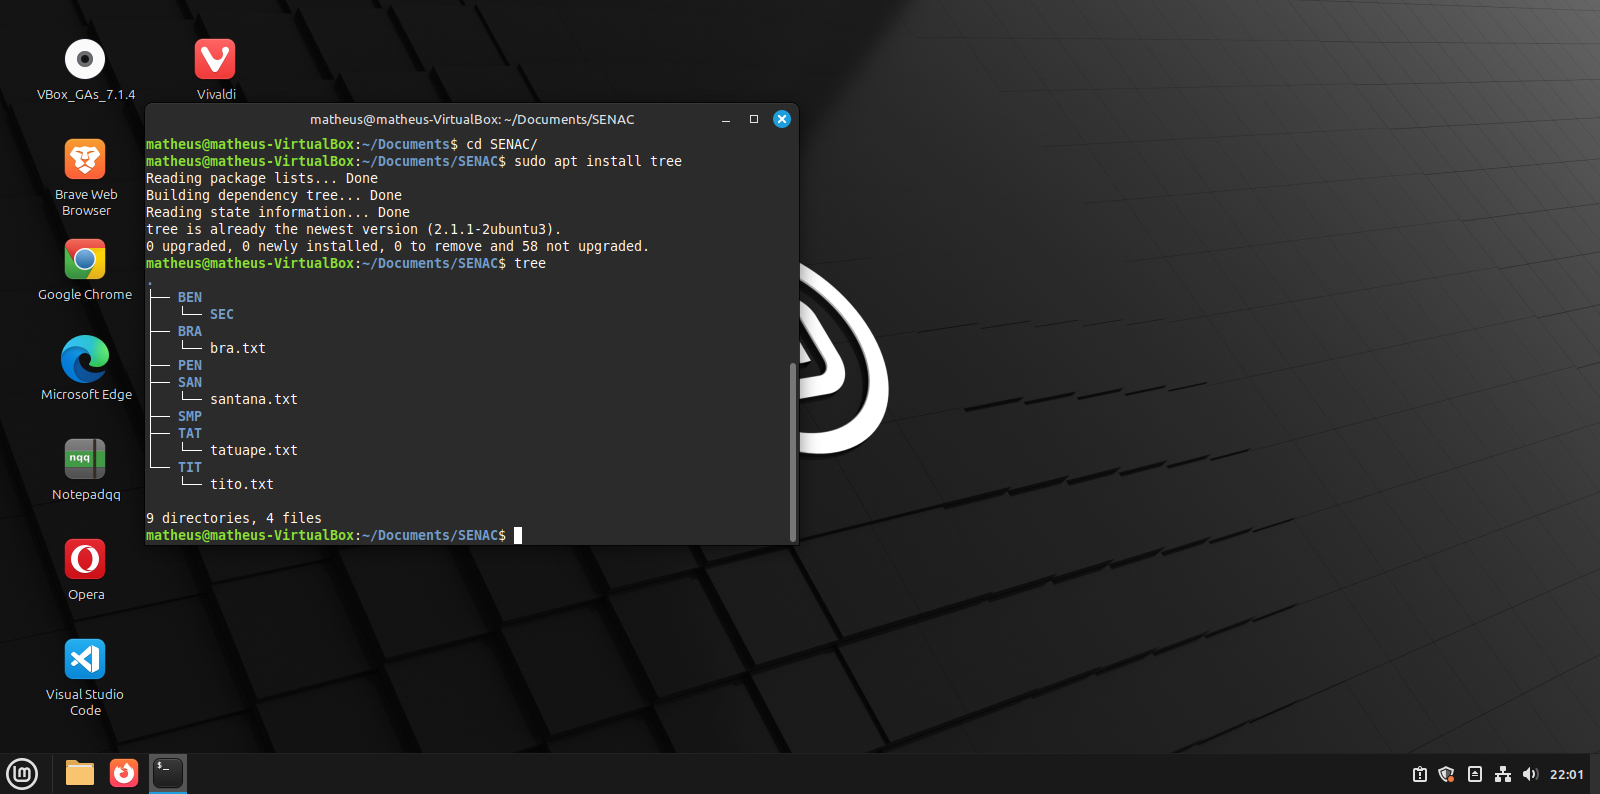 VBox_GAs_7.1.4
Vivaldi
Brave Web
Browser
Google Chrome
Microsoft Edge
nqq
Notepadqq
Opera
Visual Studio
Code
matheus@matheus-VirtualBox: ~/Documents/SENAC
matheus@matheus-VirtualBox:~/Documents$ cd SENAC/
matheus@matheus-VirtualBox:~/Documents/SENAC$ sudo apt install tree
Reading package lists... Done
Building dependency tree... Done
Reading state information... Done
tree is already the newest version (2.1.1-2ubuntu3).
0 upgraded, 0 newly installed, 0 to remove and 58 not upgraded.
matheus@matheus-VirtualBox:~/Documents/SENAC$ tree
.
├── BEN
│   └── SEC
├── BRA
│   └── bra.txt
├── PEN
├── SAN
│   └── santana.txt
├── SMP
├── TAT
│   └── tatuape.txt
└── TIT
    └── tito.txt
9 directories, 4 files
matheus@matheus-VirtualBox:~/Documents/SENAC$
$_
22:01